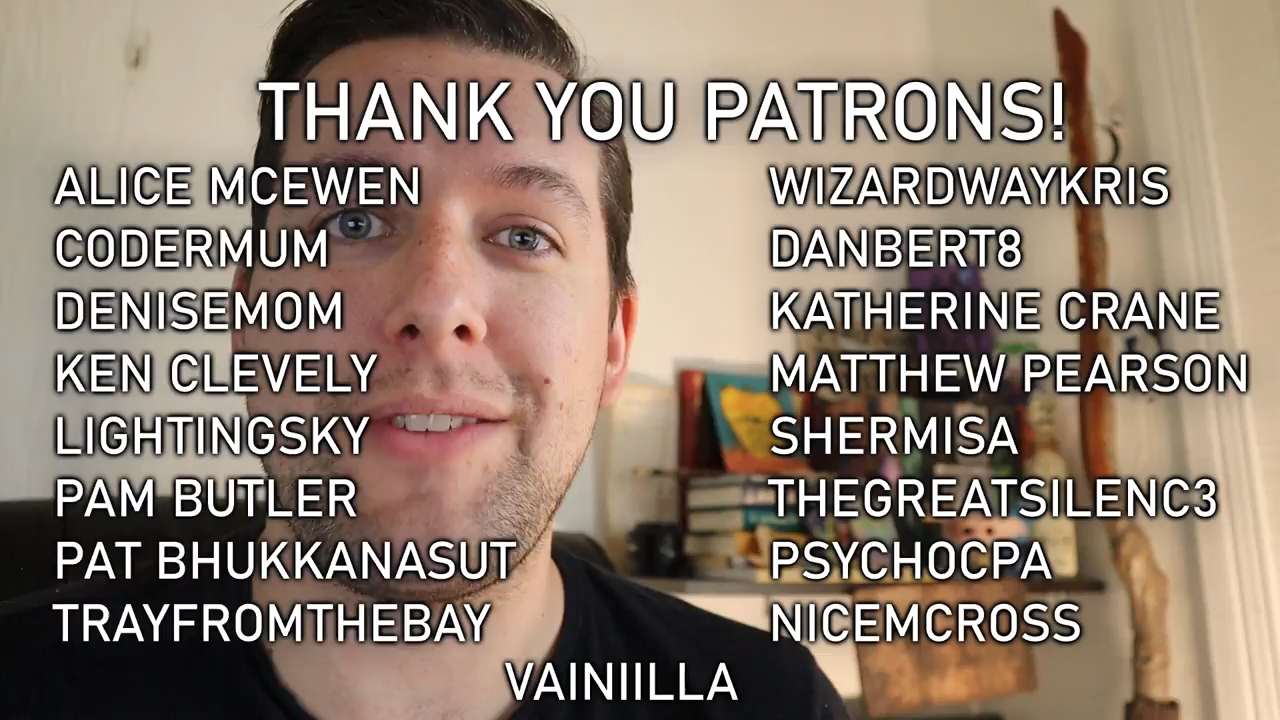 THANK YOU PATRONS!
ALICE MCEWEN
CODERMUM
DENISEMOM
KEN CLEVELY
LIGHTINGSKY
PAM BUTLER
PAT BHUKKANASUT
TRAYFROMTHEBAY
WIZARDWAYKRIS
DANBERT8
KATHERINE CRANE
MATTHEW PEARSON
SHERMISA
THEGREATSILENC3
PSYCHOCPA
NICEMCROSS
VAINIILLA